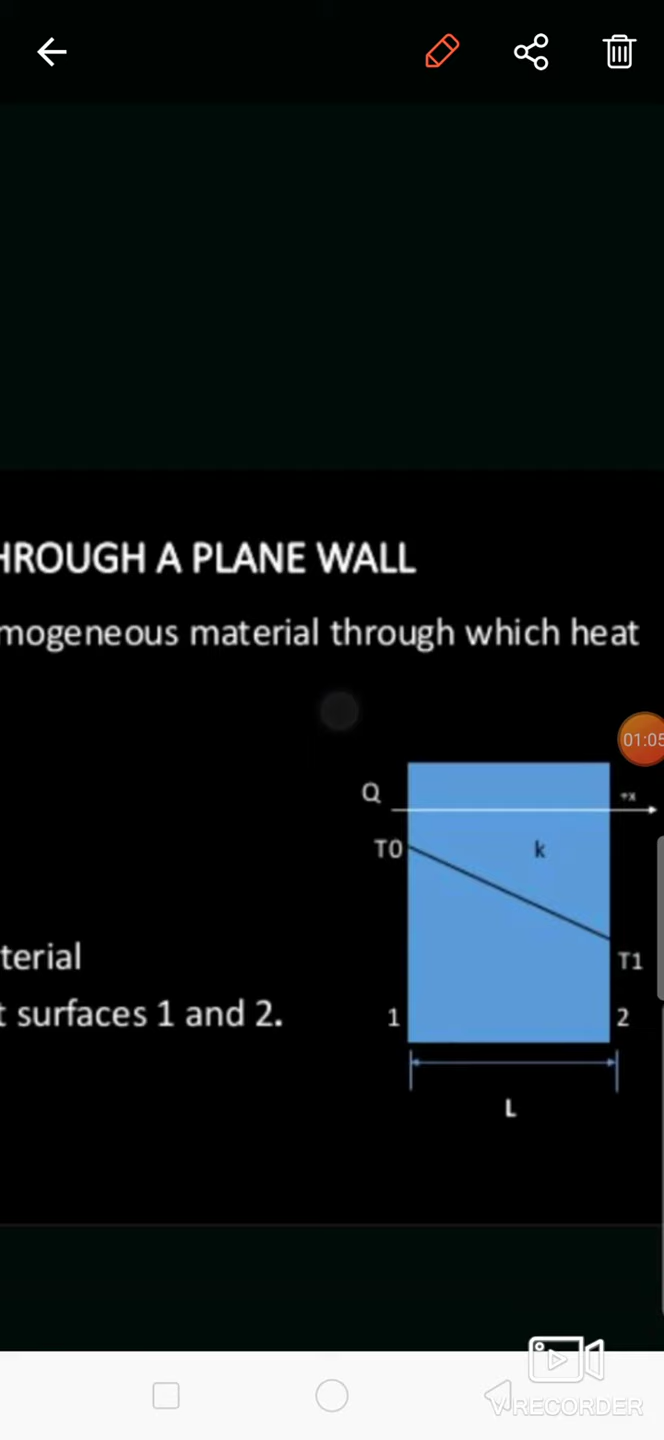 HROUGH A PLANE WALL
mogeneous material through which heat
01:05
Q
+x
T0
k
terial
T1
t surfaces 1 and 2.
1
2
L
VRECORDER